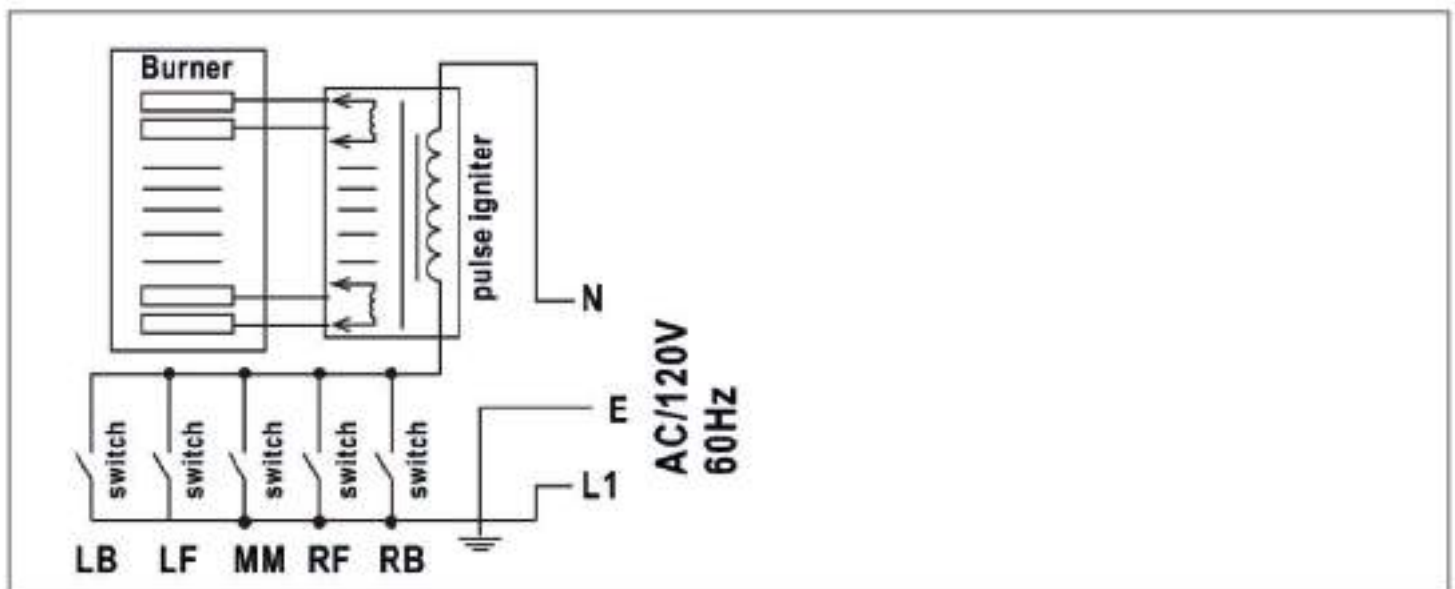 Burner
pulse igniter
N
E
L1
AC/120V
60Hz
switch
switch
switch
switch
switch
LB
LF
MM
RF
RB